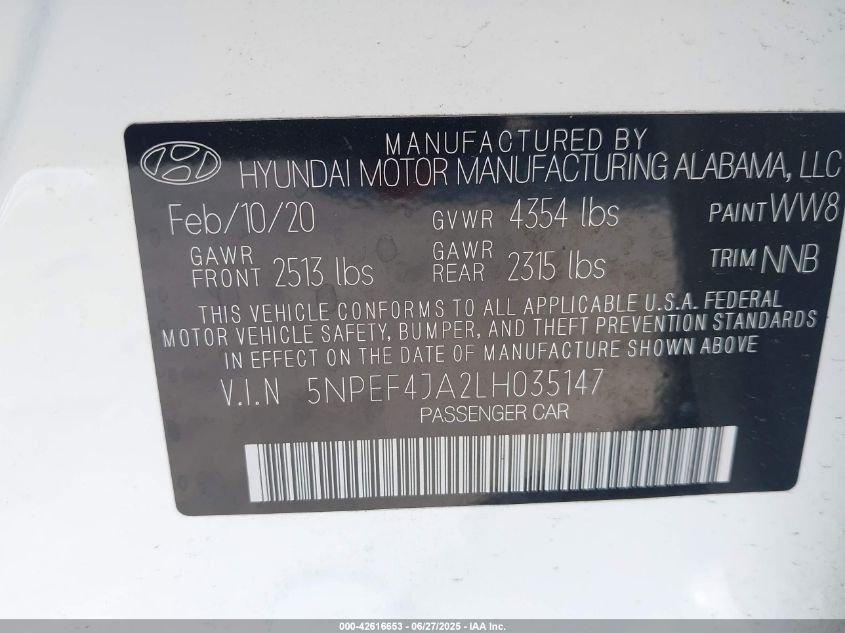 MANUFACTURED BY
HYUNDAI MOTOR MANUFACTURING ALABAMA, LLC
Feb/10/20 GVWR 4354 lbs PAINT WW8
GAWR FRONT 2513 lbs GAWR REAR 2315 lbs TRIM NNB
THIS VEHICLE CONFORMS TO ALL APPLICABLE U.S.A. FEDERAL
MOTOR VEHICLE SAFETY, BUMPER, AND THEFT PREVENTION STANDARDS
IN EFFECT ON THE DATE OF MANUFACTURE SHOWN ABOVE
V.I.N 5NPEF4JA2LH035147
PASSENGER CAR
000-42616653 - 06/27/2025 - IAA Inc.